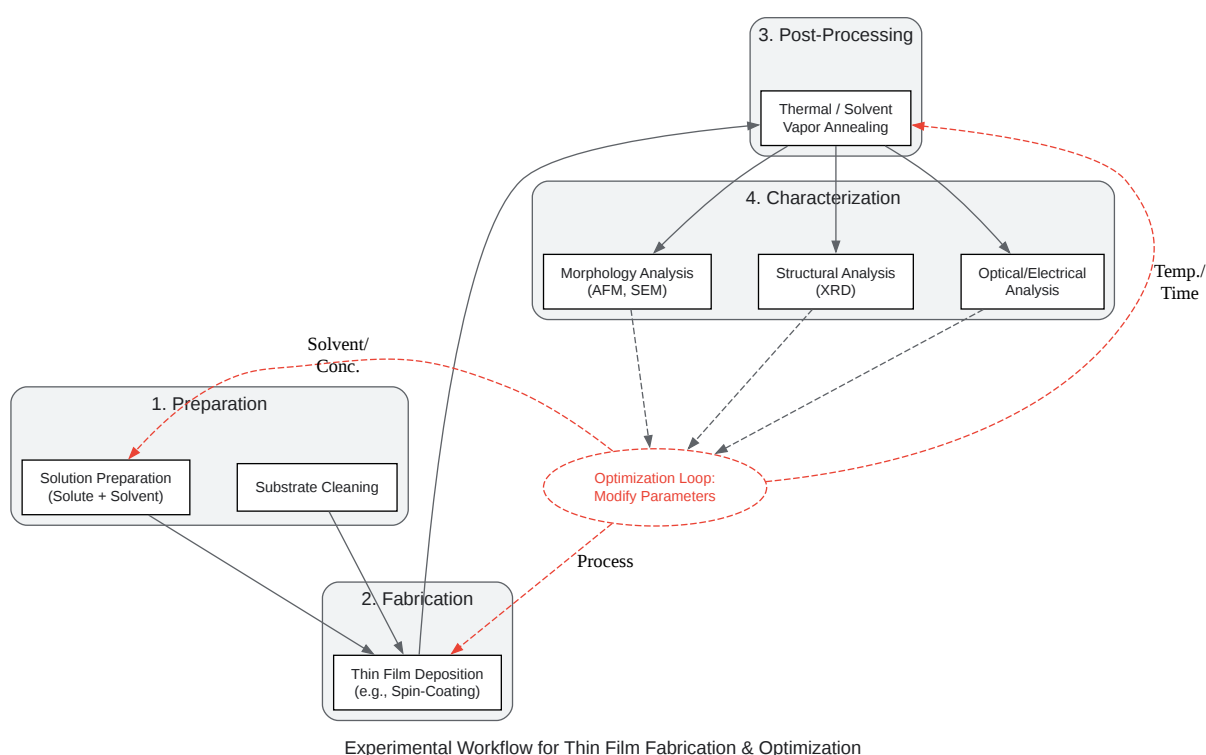 3. Post-Processing
Thermal / Solvent
Vapor Annealing
4. Characterization
Morphology Analysis
(AFM, SEM)
Structural Analysis
(XRD)
Optical/Electrical
Analysis
Temp./
Time
Solvent/
Conc.
1. Preparation
Solution Preparation
(Solute + Solvent)
Substrate Cleaning
Optimization Loop:
Modify Parameters
Process
2. Fabrication
Thin Film Deposition
(e.g., Spin-Coating)
Experimental Workflow for Thin Film Fabrication & Optimization